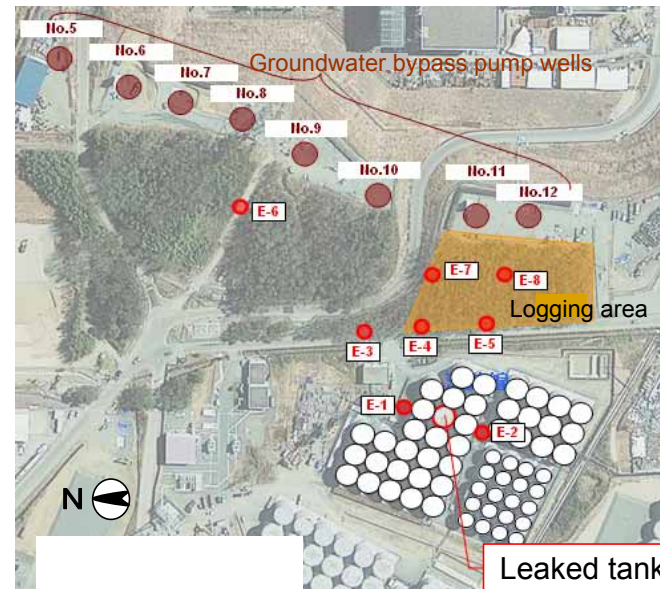 No.5
No.6
No.7
Groundwater bypass pump wells
No.8
No.9
No.10
No.11
No.12
E-6
E-7
E-8
Logging area
E-3
E-4
E-5
E-1
E-2
N
Leaked tank